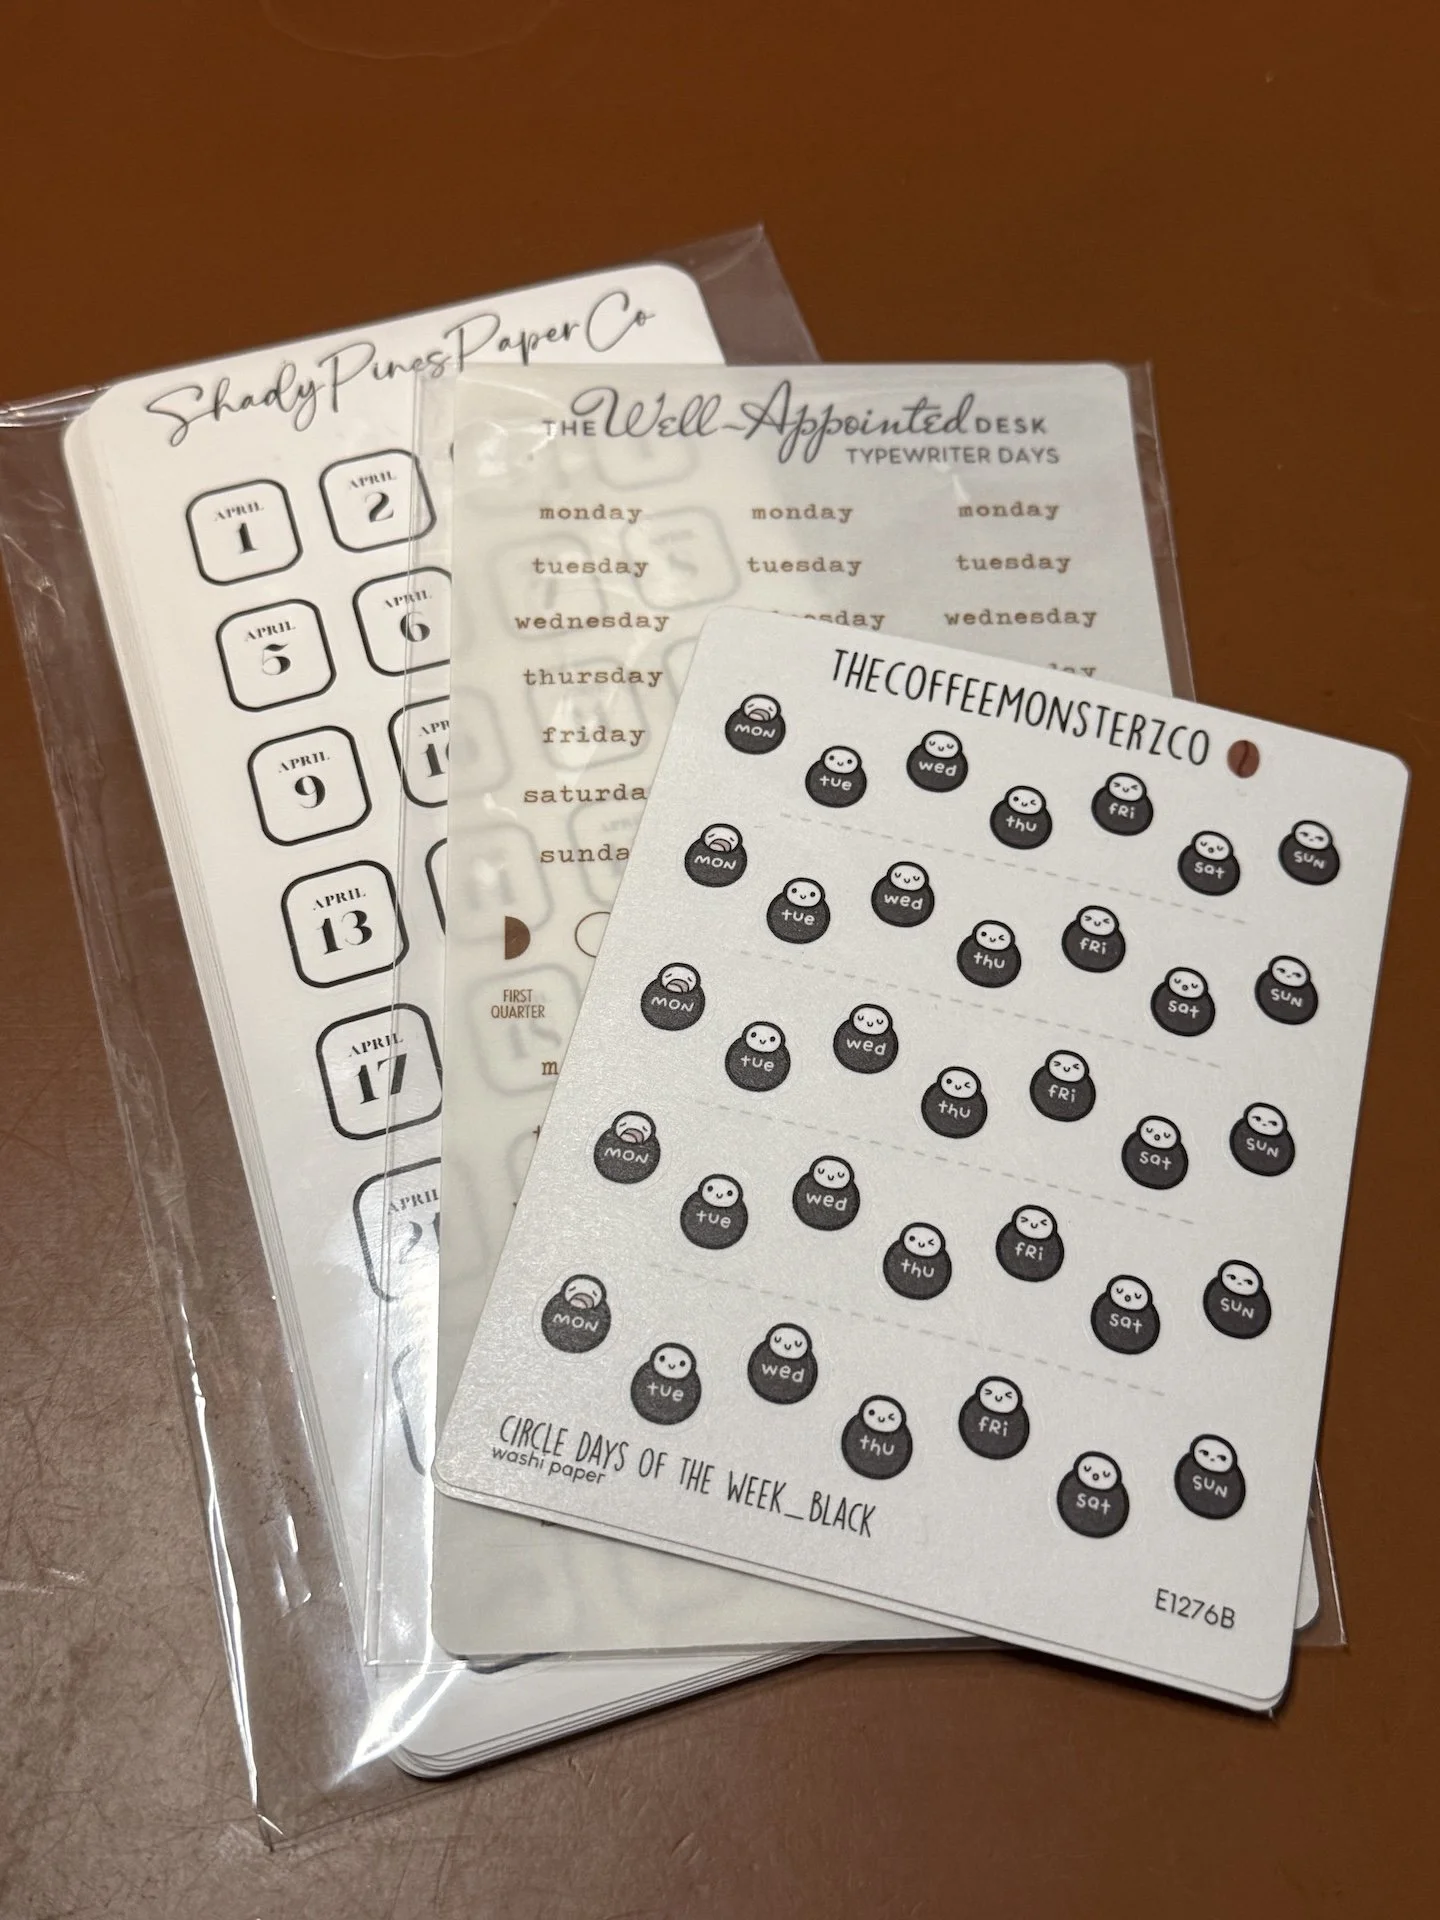 ShadyPinesPaperCo
APRIL 1
APRIL 2
APRIL 5
APRIL 6
APRIL 9
APRIL 13
APRIL 17
APRIL
THE Well-Appointed DESK
TYPEWRITER DAYS
monday monday monday
tuesday tuesday tuesday
wednesday wednesday
thursday
friday
FIRST
QUARTER
THECOFFEEMONSTERZCO
MON tue wed thu fRi sat SUN
MON tue wed thu fRi sat SUN
MON tue wed thu fRi sat SUN
MON tue wed thu fRi sat SUN
MON tue wed thu fRi sat SUN
CIRCLE DAYS OF THE WEEK_BLACK
washi paper
E1276B